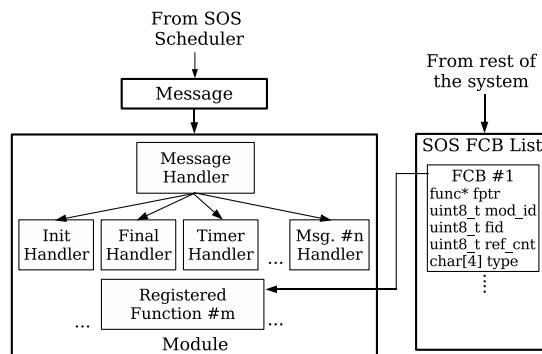 From SOS
Scheduler
Message
Message
Handler
Init
Handler
Final
Handler
Timer
Handler
...
Msg. #n
Handler
Registered
Function #m
...
...
Module
From rest of
the system
SOS FCB List
FCB #1
func* fptr
uint8_t mod_id
uint8_t fid
uint8_t ref_cnt
char[4] type